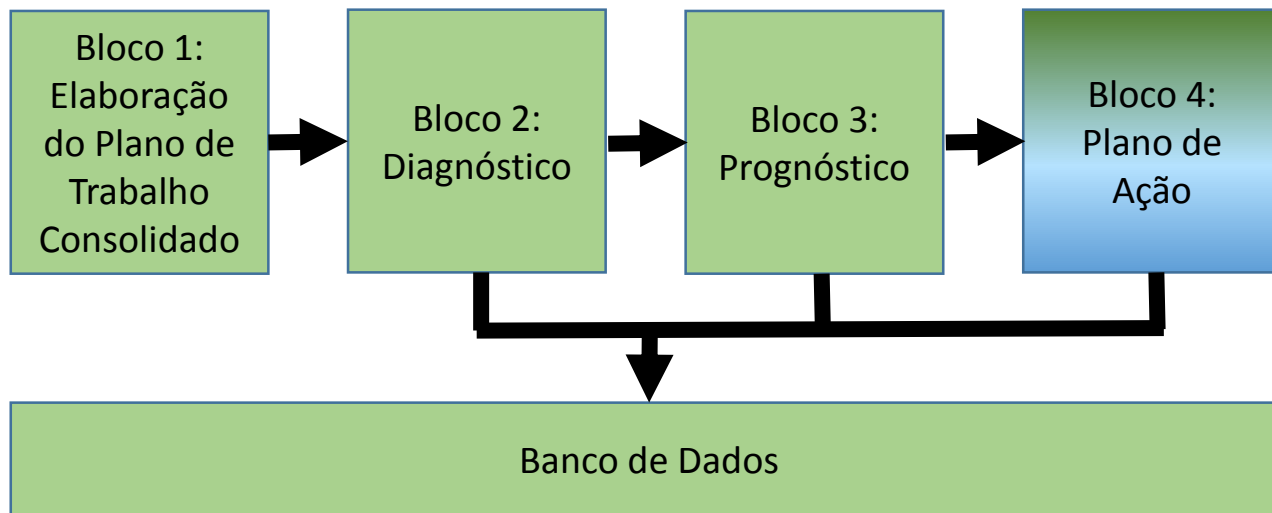 Bloco 1:
Elaboração
do Plano de
Trabalho
Consolidado
Bloco 2:
Diagnóstico
Bloco 3:
Prognóstico
Bloco 4:
Plano de
Ação
Banco de Dados